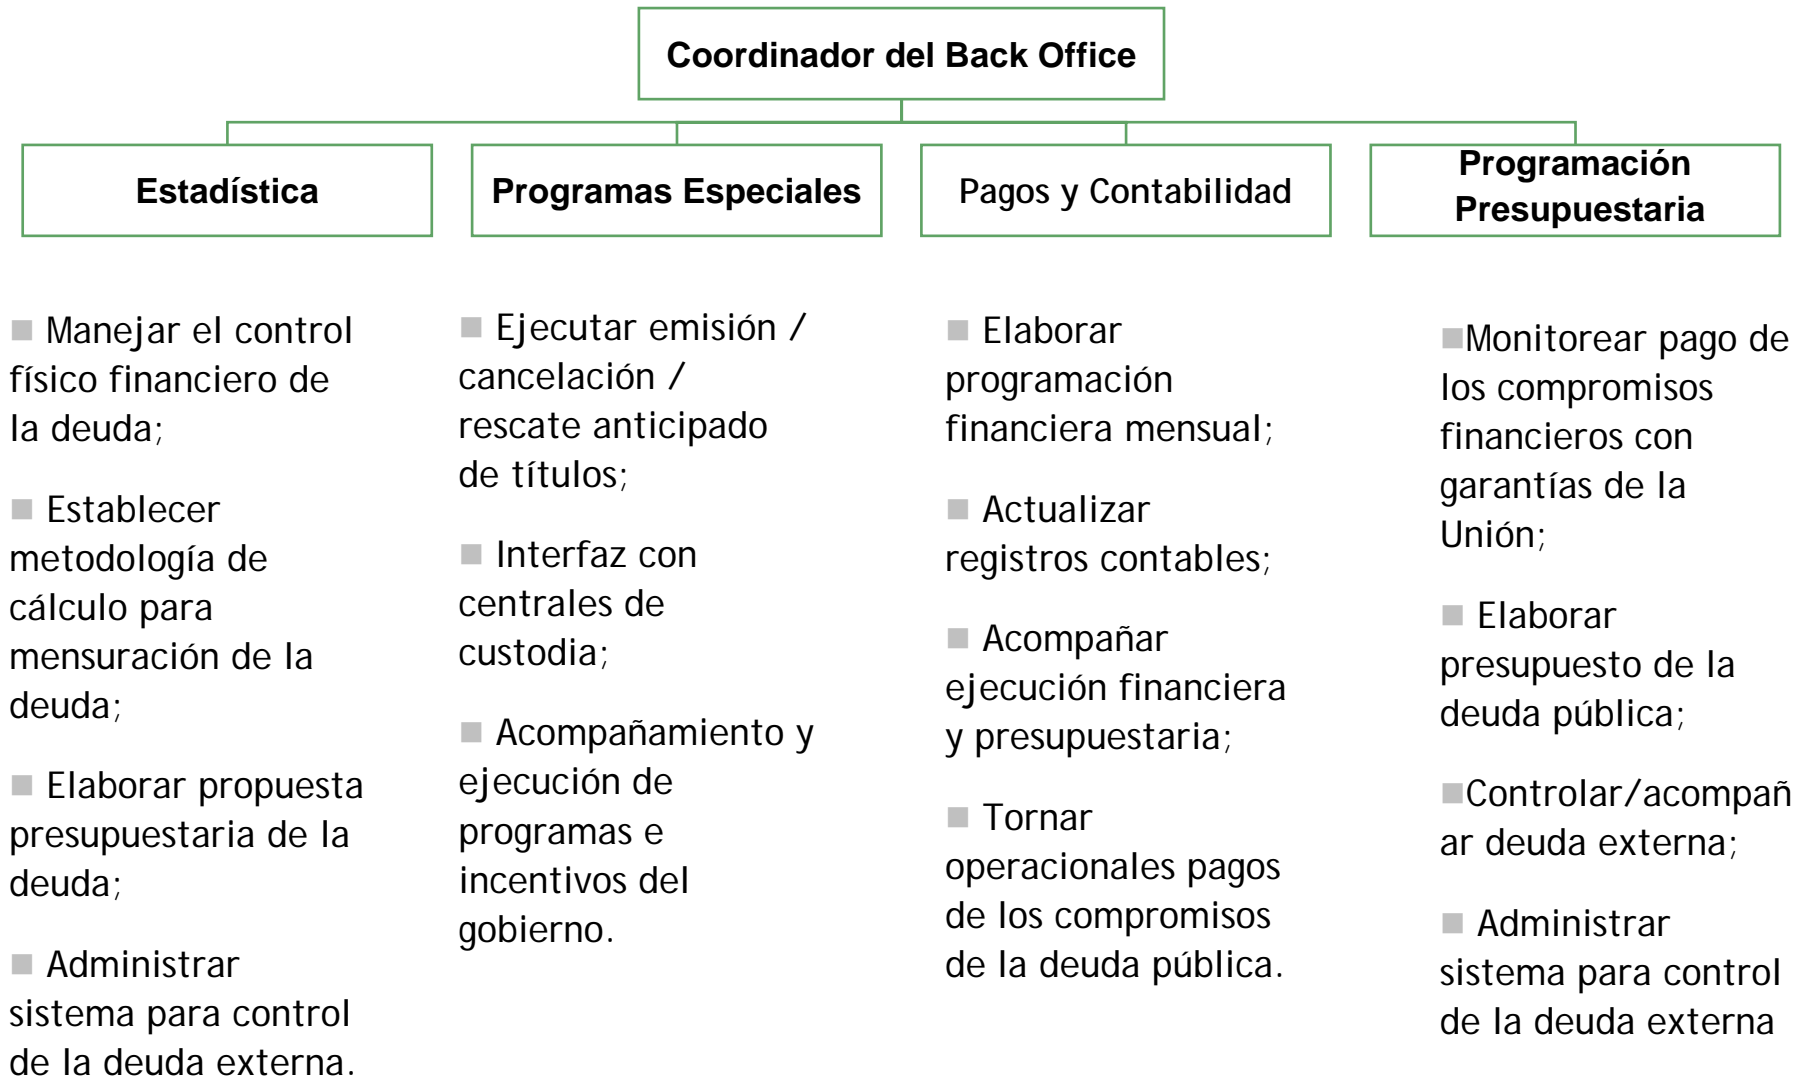 Coordinador del Back Office
Estadística
Programas Especiales
Pagos y Contabilidad
Programación
Presupuestaria
Manejar el control
físico financiero de
la deuda;
Establecer
metodología de
cálculo para
mensuración de la
deuda;
Elaborar propuesta
presupuestaria de la
deuda;
Administrar
sistema para control
de la deuda externa.
Ejecutar emisión /
cancelación /
rescate anticipado
de títulos;
Interfaz con
centrales de
custodia;
Acompañamiento y
ejecución de
programas e
incentivos del
gobierno.
Elaborar
programación
financiera mensual;
Actualizar
registros contables;
Acompañar
ejecución financiera
y presupuestaria;
Tornar
operacionales pagos
de los compromisos
de la deuda pública.
Monitorear pago de
los compromisos
financieros con
garantías de la
Unión;
Elaborar
presupuesto de la
deuda pública;
Controlar/acompañ
ar deuda externa;
Administrar
sistema para control
de la deuda externa